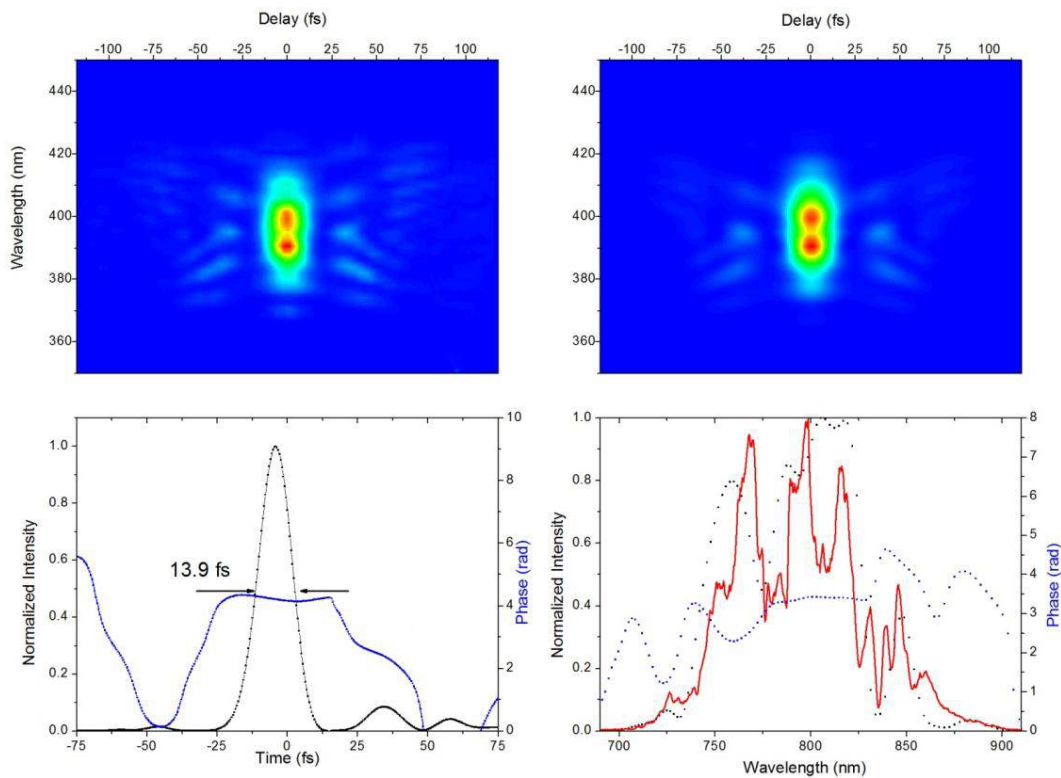 Delay (fs)
-100 -75 -50 -25 0 25 50 75 100
Wavelength (nm)
440
420
400
380
360
Delay (fs)
-100 -75 -50 -25 0 25 50 75 100
440
420
400
380
360
Normalized Intensity
1.0
0.8
0.6
0.4
0.2
0.0
13.9 fs
10
8
6
4
2
0
Phase (rad)
-75 -50 -25 0 25 50 75
Time (fs)
Normalized Intensity
1.0
0.8
0.6
0.4
0.2
0.0
8
7
6
5
4
3
2
1
0
Phase (rad)
700 750 800 850 900
Wavelength (nm)